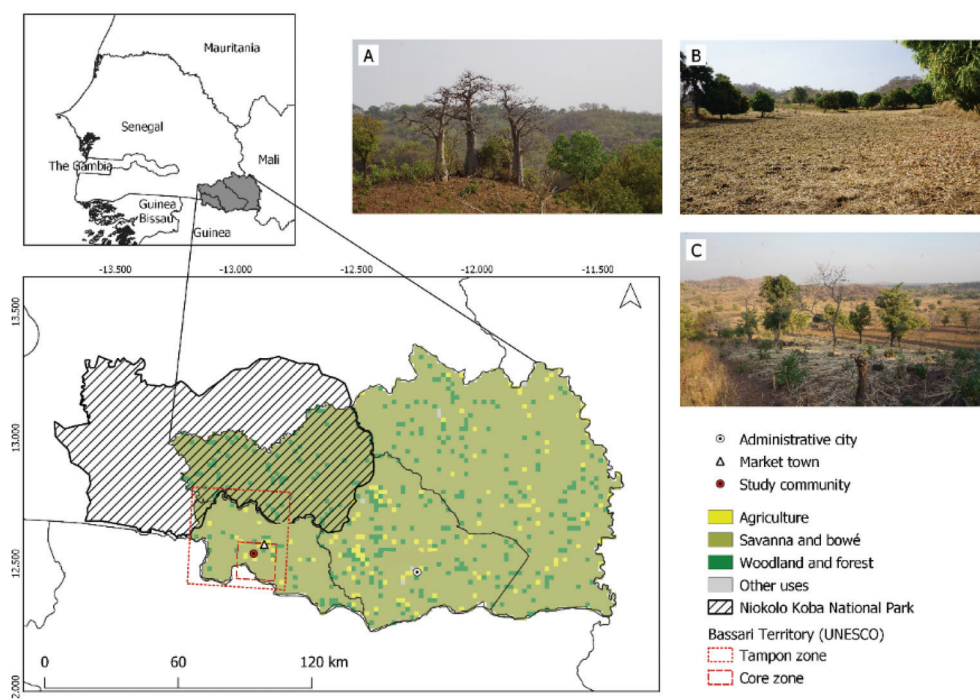 Mauritania
Senegal
The Gambia
Mali
Guinea
Bissau
Guinea
A
B
C
-13.500
-13.000
-12.500
-12.000
-11.500
13.500
13.000
12.500
12.000
0
60
120 km
Administrative city
Market town
Study community
Agriculture
Savanna and bowé
Woodland and forest
Other uses
Niokolo Koba National Park
Bassari Territory (UNESCO)
Tampon zone
Core zone